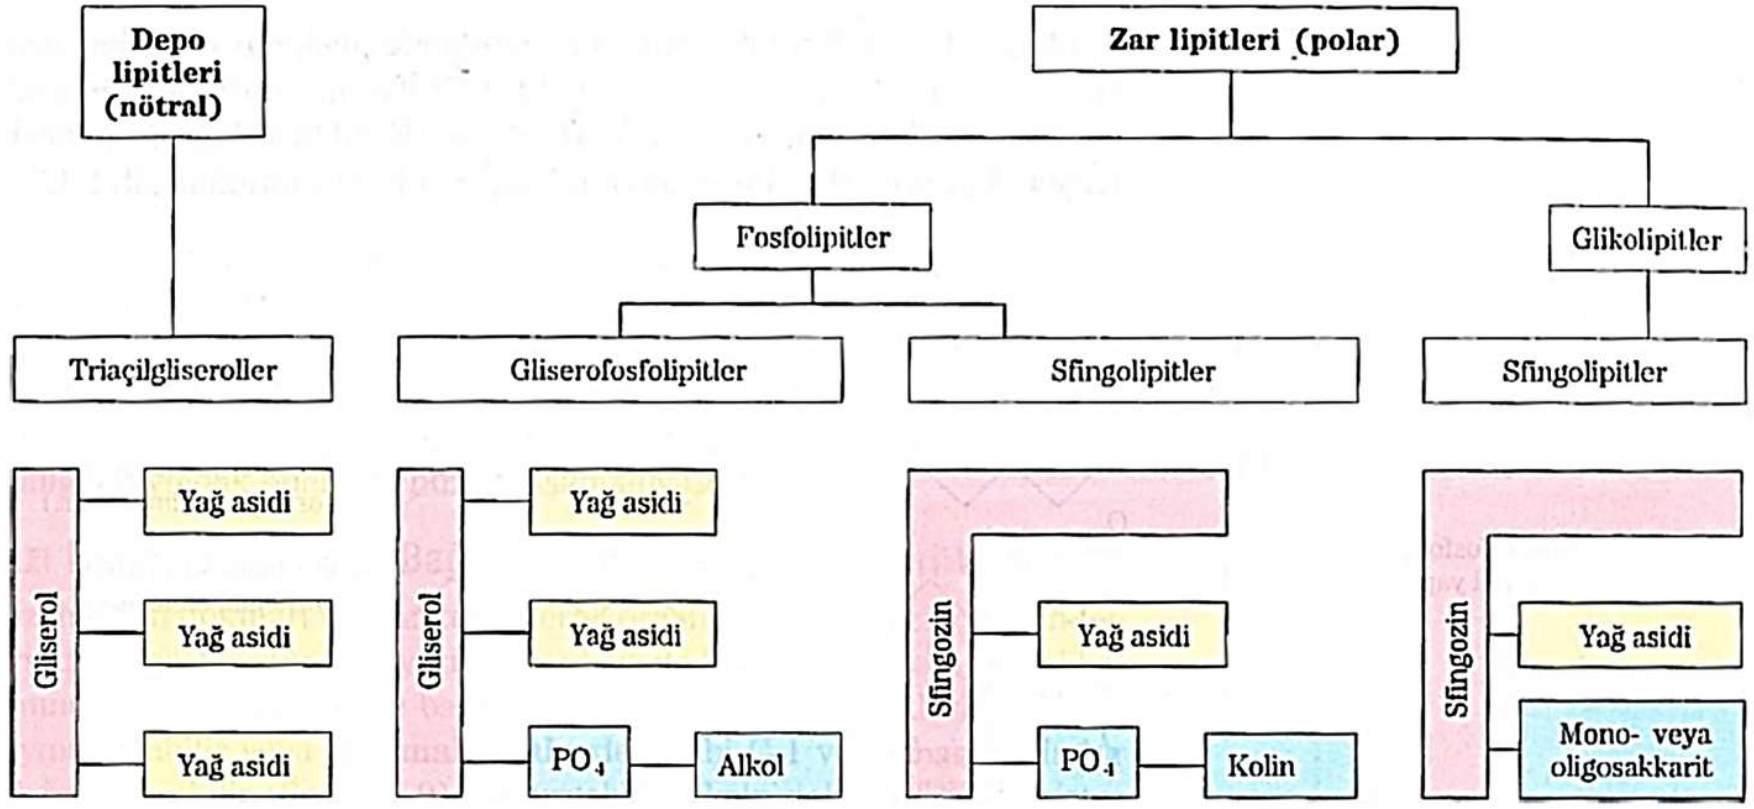 Depo
lipitleri
(nötral)
Zar lipitleri (polar)
Fosfolipitler
Glikolipitler
Triaçilgliseroller
Gliserofosfolipitler
Sfingolipitler
Sfingolipitler
Gliserol
Yağ asidi
Yağ asidi
Yağ asidi
Gliserol
Yağ asidi
Yağ asidi
PO₄
Alkol
Sfingozin
Yağ asidi
PO₄
Kolin
Sfingozin
Yağ asidi
Mono- veya
oligosakkarit